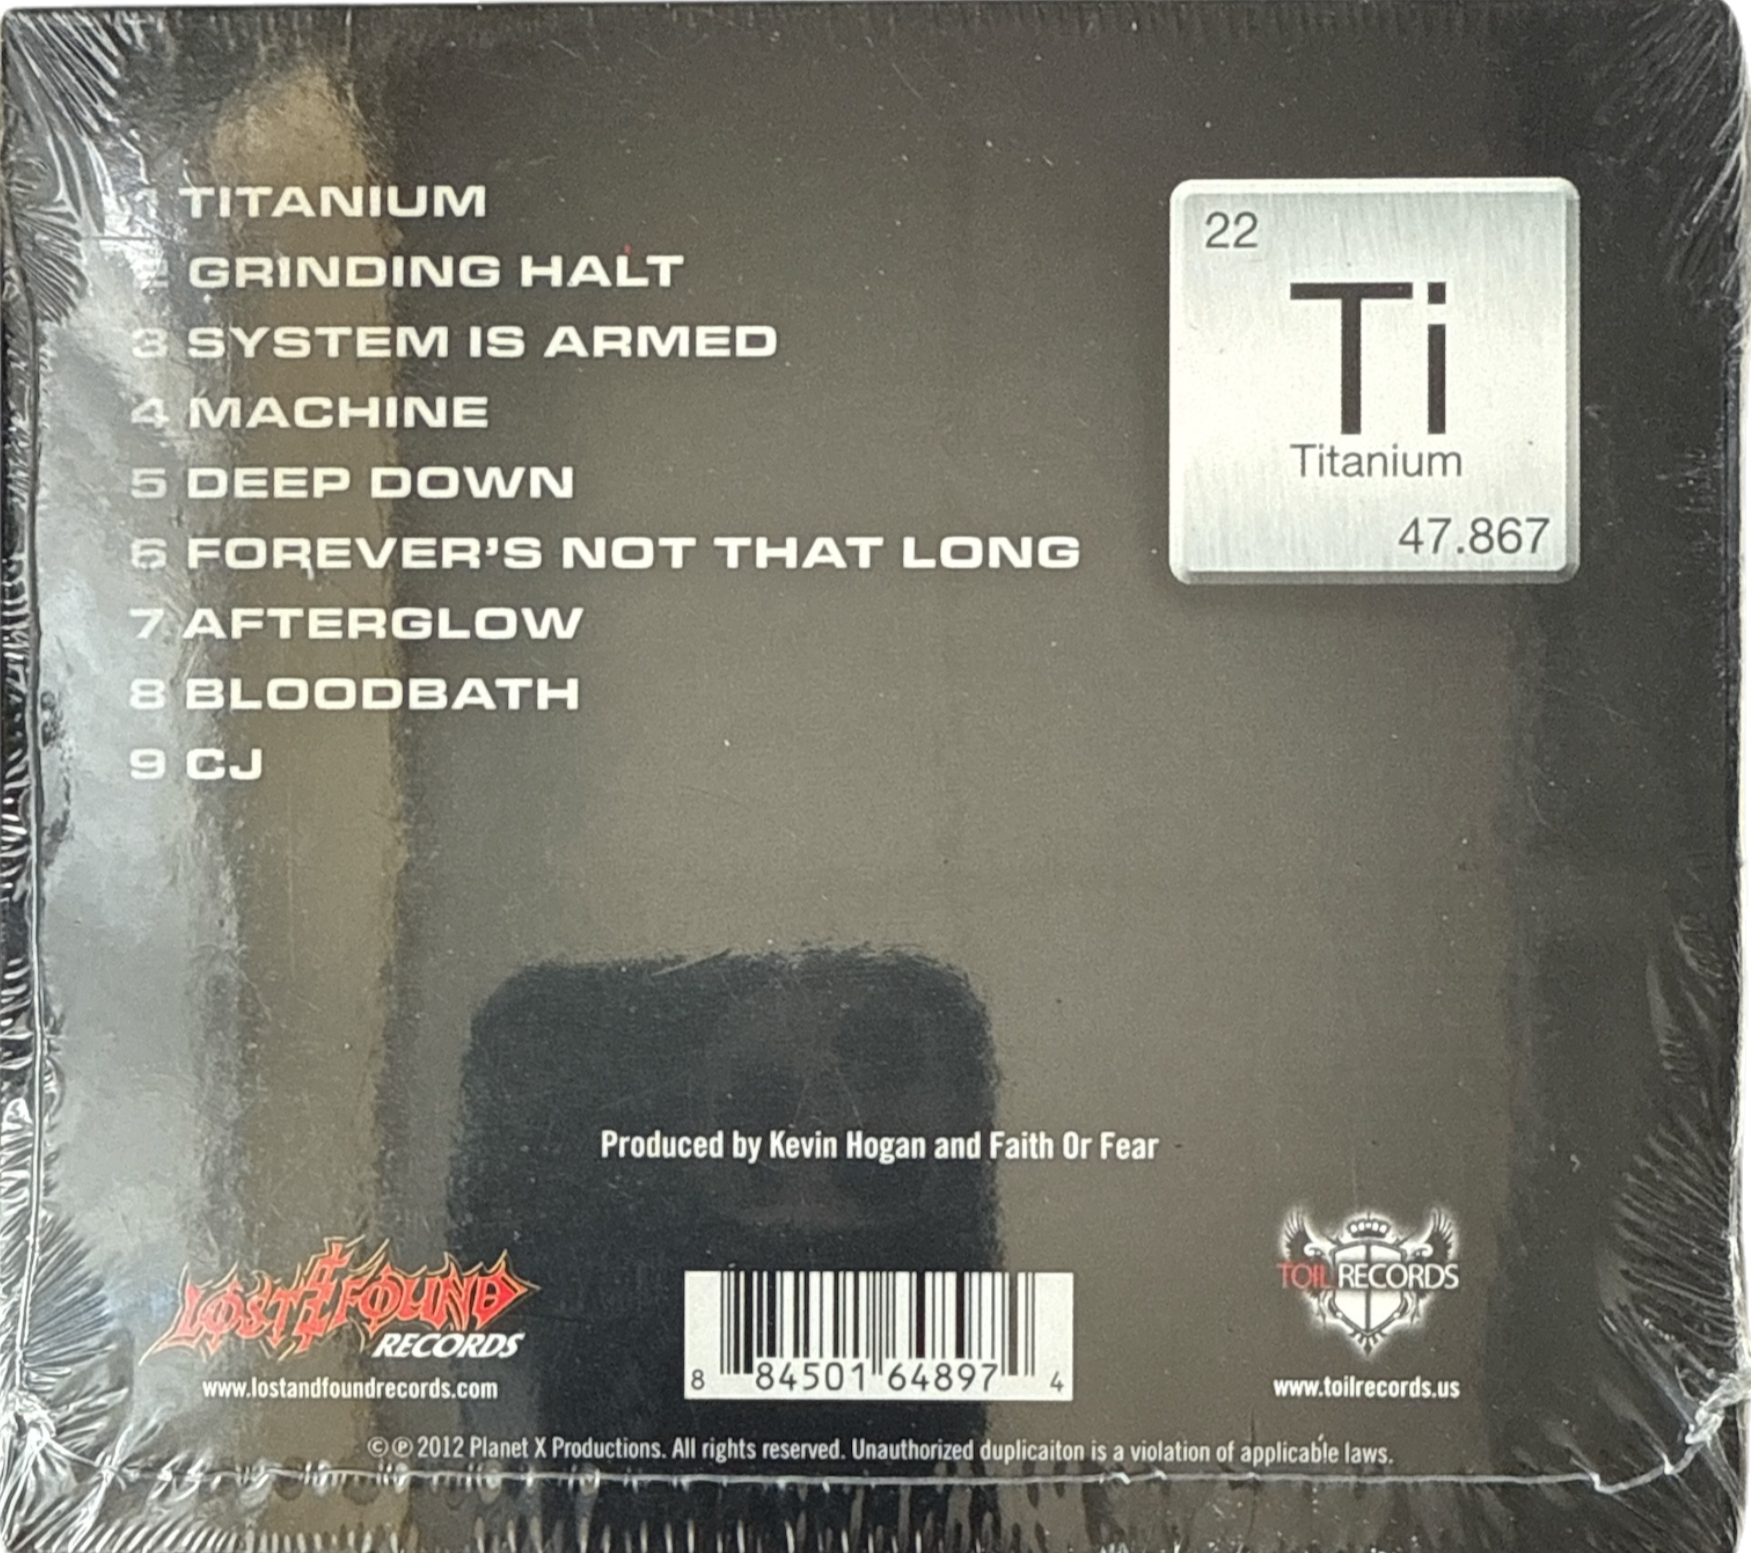 1 TITANIUM
2 GRINDING HALT
3 SYSTEM IS ARMED
4 MACHINE
5 DEEP DOWN
6 FOREVER'S NOT THAT LONG
7 AFTERGLOW
8 BLOODBATH
9 CJ
22
Ti
Titanium
47.867
Produced by Kevin Hogan and Faith Or Fear
LOST & FOUND
RECORDS
www.lostandfoundrecords.com
8 84501 64897 4
TOIL RECORDS
www.toilrecords.us
©℗ 2012 Planet X Productions. All rights reserved. Unauthorized duplicaiton is a violation of applicable laws.